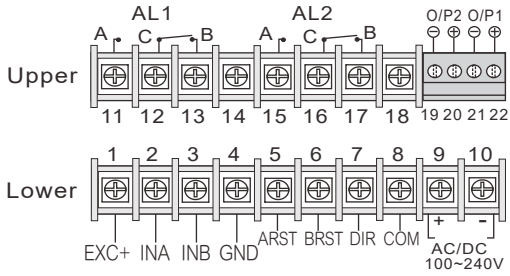 AL1 AL2 O/P2 O/P1
A C B A C B ⊖ ⊕ ⊖ ⊕
Upper
11 12 13 14 15 16 17 18 19 20 21 22
1 2 3 4 5 6 7 8 9 10
Lower
+ -
EXC+ INA INB GND ARST BRST DIR COM AC/DC
100~240V